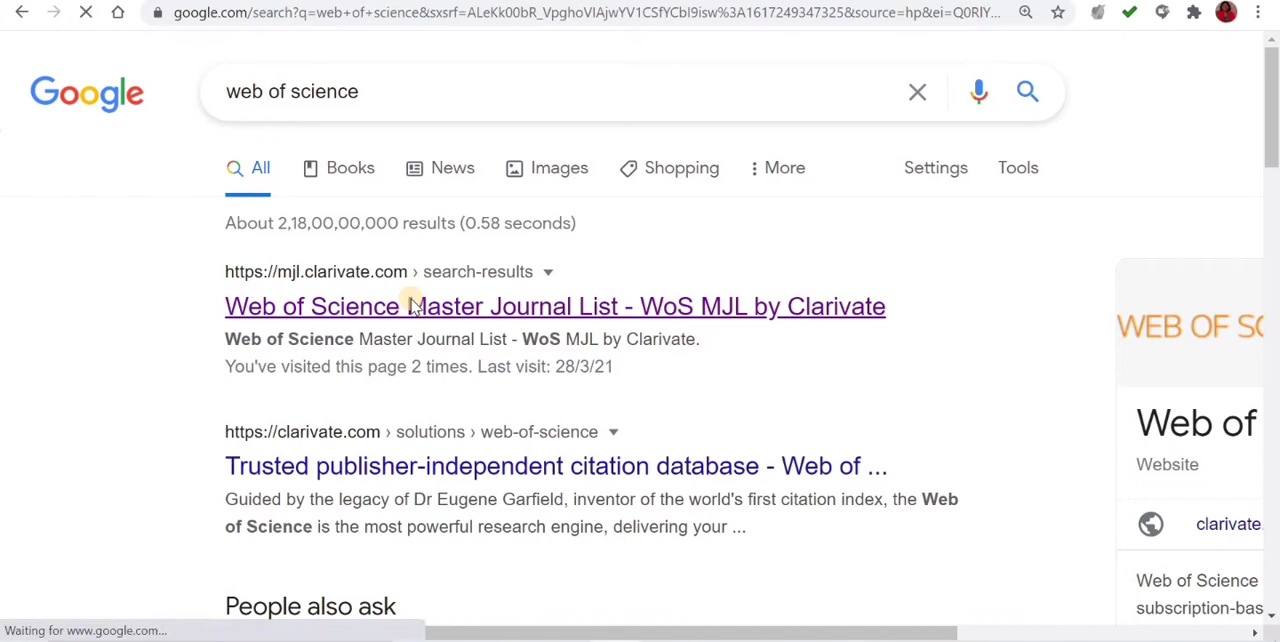 google.com/search?q=web+of+science&sxsrf=ALeKk00bR_VpghoVIAjwYV1CSfYCbI9isw%3A1617249347325&source=hp&ei=Q0RIY...
Google
web of science
All Books News Images Shopping More Settings Tools
About 2,18,00,00,000 results (0.58 seconds)
https://mjl.clarivate.com › search-results
Web of Science Master Journal List - WoS MJL by Clarivate
Web of Science Master Journal List - WoS MJL by Clarivate.
You've visited this page 2 times. Last visit: 28/3/21
https://clarivate.com › solutions › web-of-science
Trusted publisher-independent citation database - Web of ...
Guided by the legacy of Dr Eugene Garfield, inventor of the world's first citation index, the Web
of Science is the most powerful research engine, delivering your ...
People also ask
WEB OF SC
Web of
Website
clarivate.
Web of Science
subscription-bas
Waiting for www.google.com...